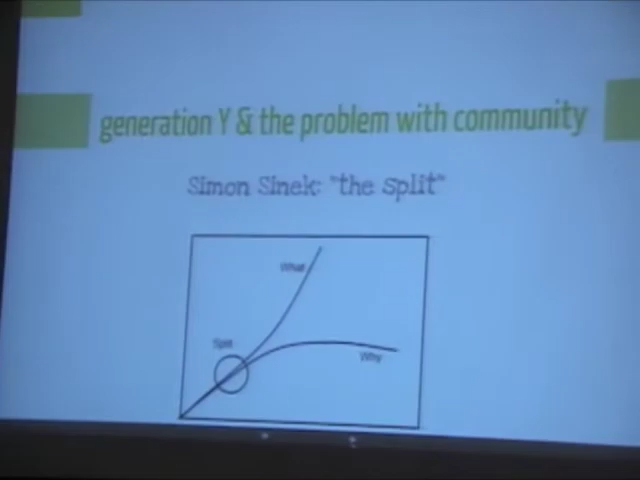 generation Y & the problem with community
Simon Sinek: "the split"
What
Split
Why